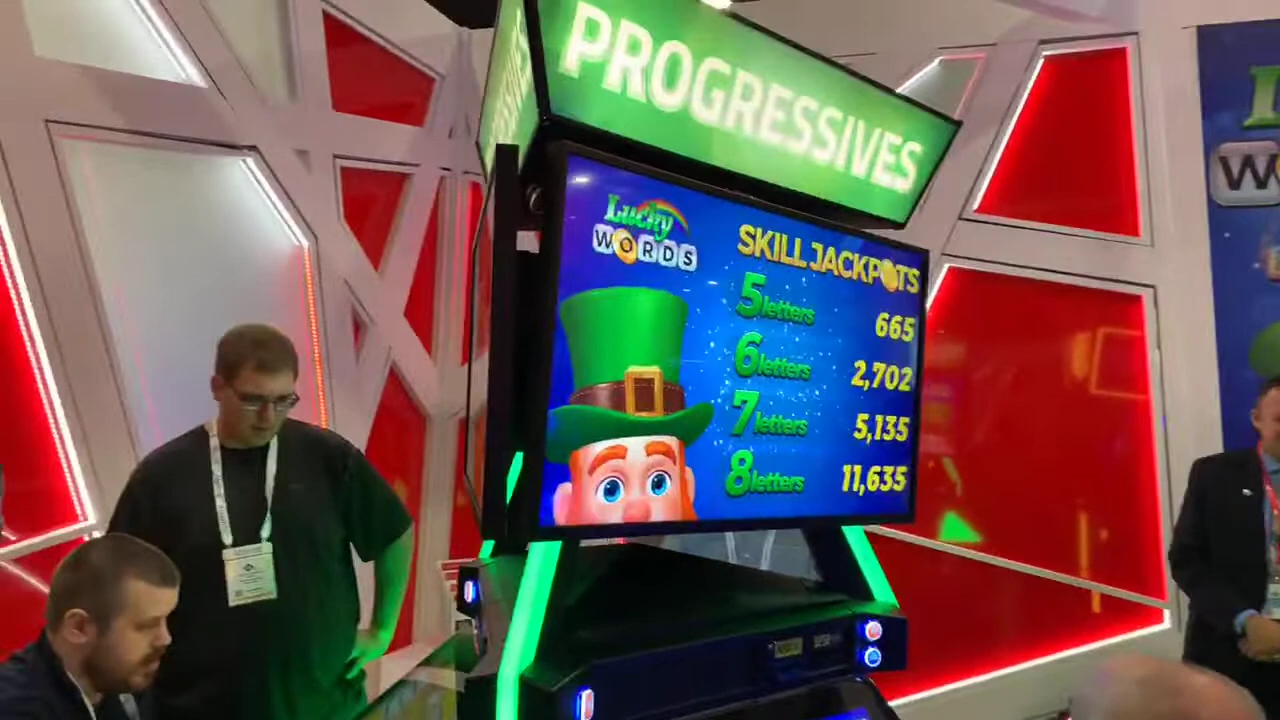 PROGRESSIVES
Lucky
WORDS
SKILL JACKPOTS
5 letters 665
6 letters 2,702
7 letters 5,135
8 letters 11,635
W